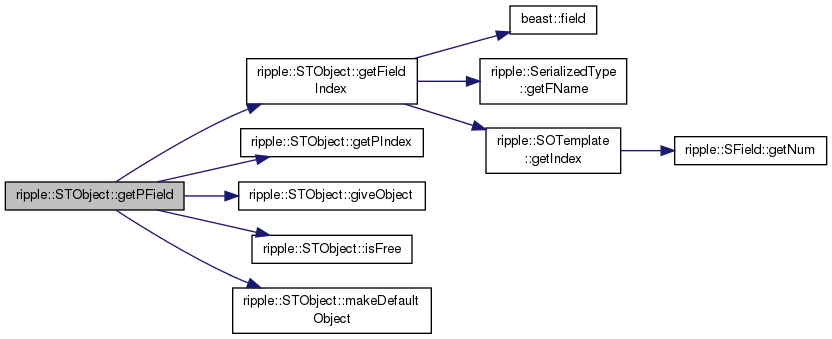 ripple::STObject::getPField
ripple::STObject::getField
Index
beast::field
ripple::SerializedType
::getFName
ripple::SOTemplate
::getIndex
ripple::SField::getNum
ripple::STObject::getPIndex
ripple::STObject::giveObject
ripple::STObject::isFree
ripple::STObject::makeDefault
Object